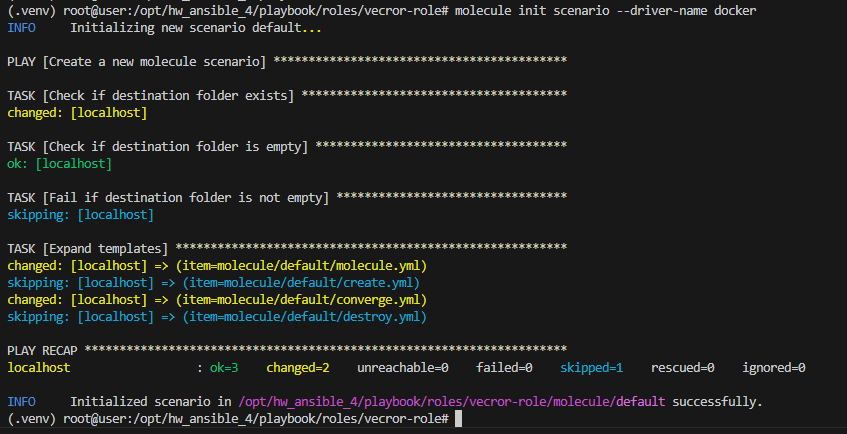 (.venv) root@user:/opt/hw_ansible_4/playbook/roles/vecror-role# molecule init scenario --driver-name docker
INFO     Initializing new scenario default...

PLAY [Create a new molecule scenario] ******************************************

TASK [Check if destination folder exists] **************************************
changed: [localhost]

TASK [Check if destination folder is empty] ************************************
ok: [localhost]

TASK [Fail if destination folder is not empty] *********************************
skipping: [localhost]

TASK [Expand templates] ********************************************************
changed: [localhost] => (item=molecule/default/molecule.yml)
skipping: [localhost] => (item=molecule/default/create.yml)
changed: [localhost] => (item=molecule/default/converge.yml)
skipping: [localhost] => (item=molecule/default/destroy.yml)

PLAY RECAP *********************************************************************
localhost                  : ok=3    changed=2    unreachable=0    failed=0    skipped=1    rescued=0    ignored=0

INFO     Initialized scenario in /opt/hw_ansible_4/playbook/roles/vecror-role/molecule/default successfully.
(.venv) root@user:/opt/hw_ansible_4/playbook/roles/vecror-role#